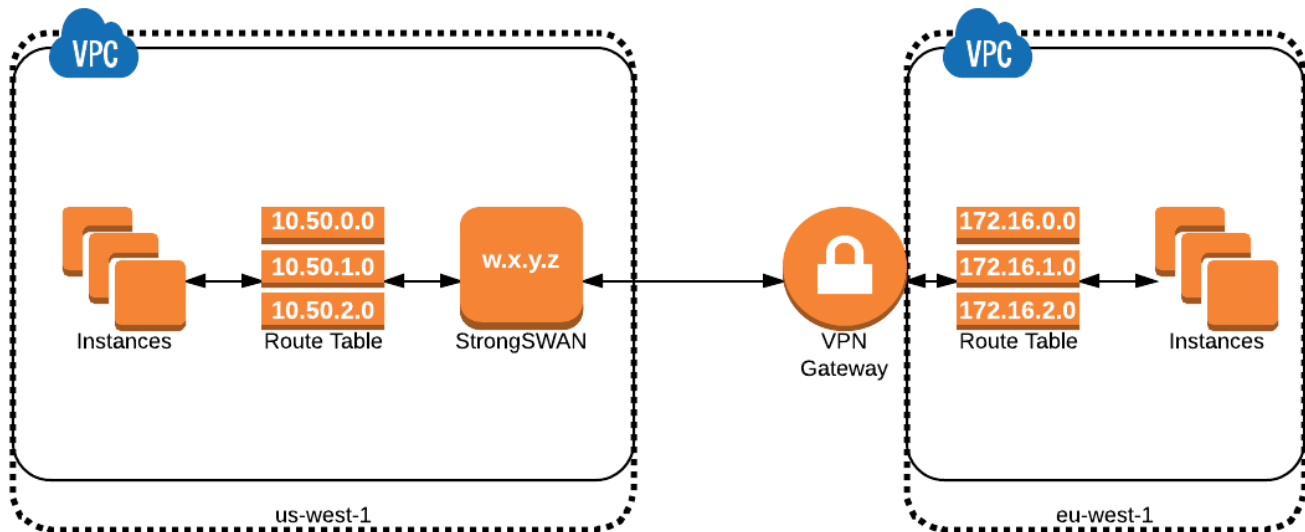 VPC
VPC
10.50.0.0
10.50.1.0
10.50.2.0
w.x.y.z
172.16.0.0
172.16.1.0
172.16.2.0
Instances
Route Table
StrongSWAN
VPN
Gateway
Route Table
Instances
us-west-1
eu-west-1